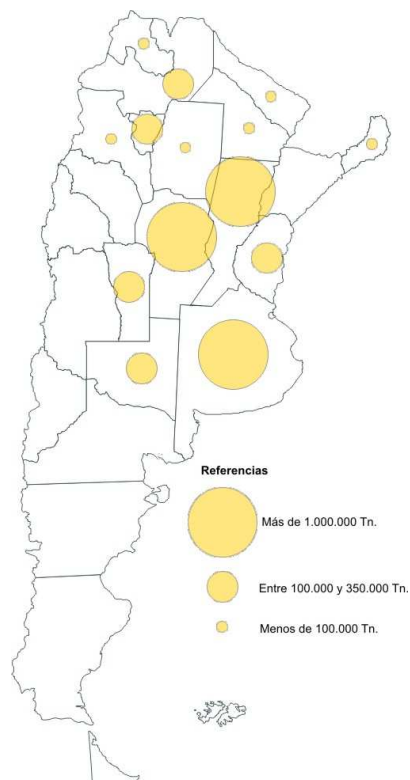 Referencias
Más de 1.000.000 Tn.
Entre 100.000 y 350.000 Tn.
Menos de 100.000 Tn.